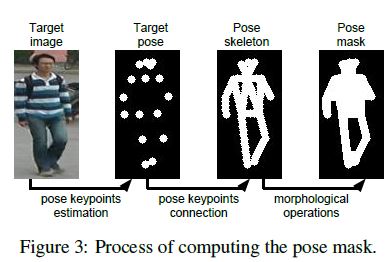 Target image
Target pose
Pose skeleton
Pose mask
pose keypoints estimation
pose keypoints connection
morphological operations
Figure 3: Process of computing the pose mask.